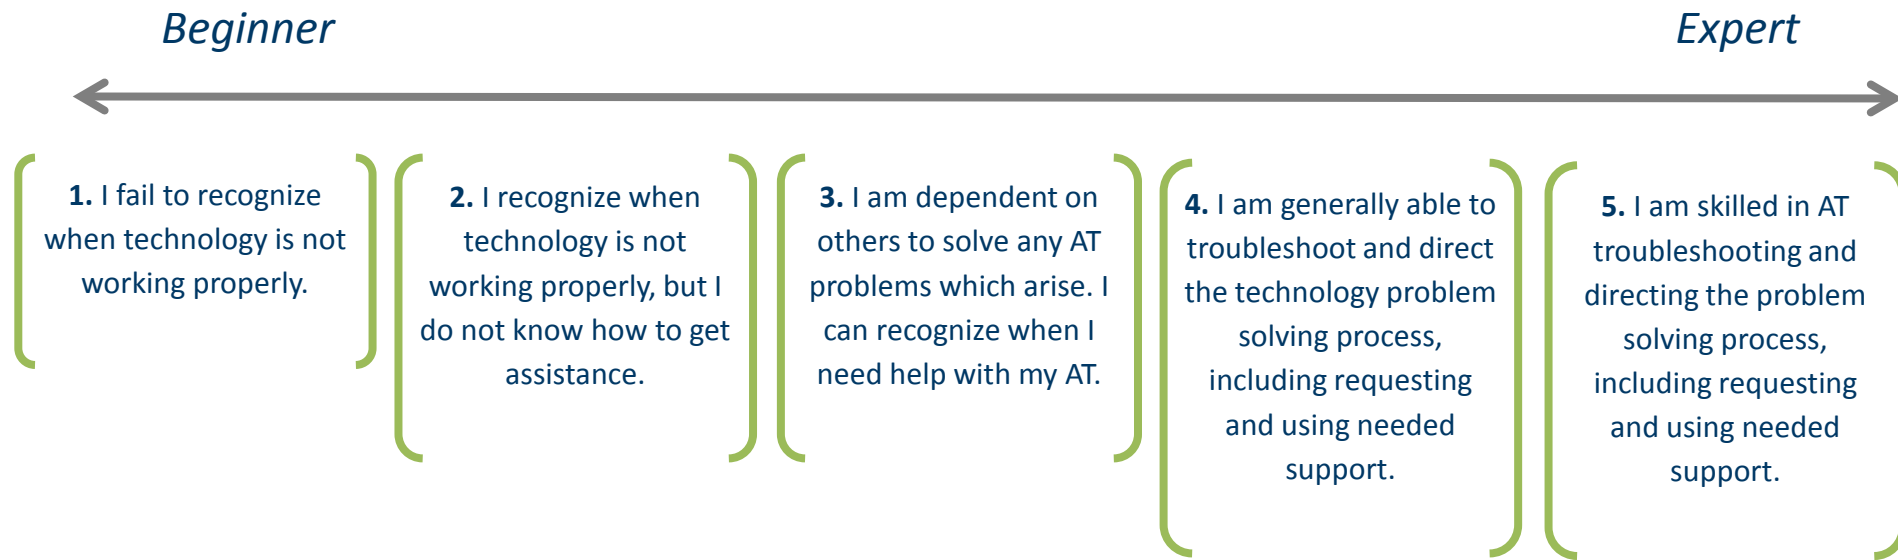 Beginner
Expert
1. I fail to recognize
when technology is not
working properly.
2. I recognize when
technology is not
working properly, but I
do not know how to get
assistance.
3. I am dependent on
others to solve any AT
problems which arise. I
can recognize when I
need help with my AT.
4. I am generally able to
troubleshoot and direct
the technology problem
solving process,
including requesting
and using needed
support.
5. I am skilled in AT
troubleshooting and
directing the problem
solving process,
including requesting
and using needed
support.